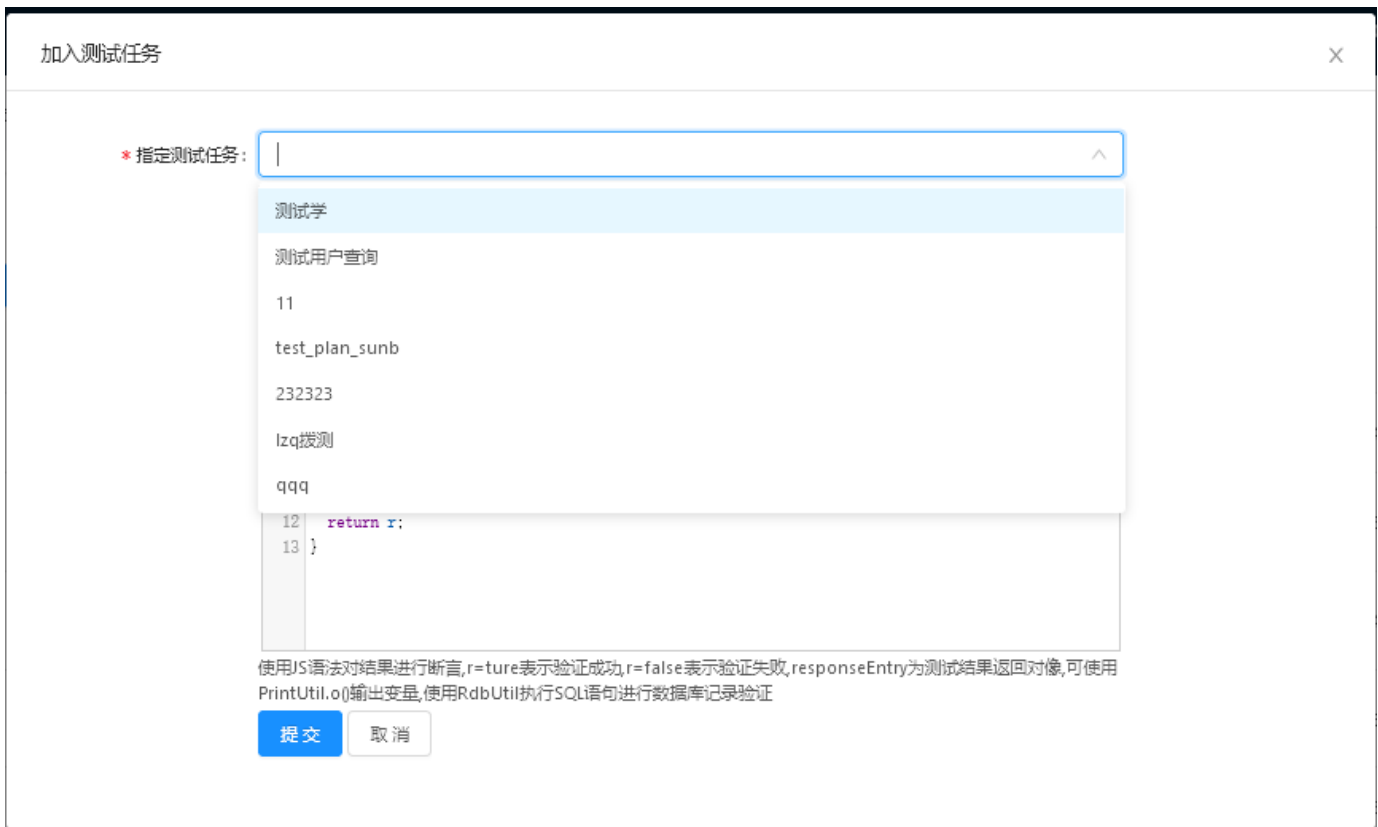 加入测试任务
* 指定测试任务:
测试学
测试用户查询
11
test_plan_sunb
232323
lzq拨测
qqq
12 return r;
13 }
使用JS语法对结果进行断言,r=ture表示验证成功,r=false表示验证失败,responseEntry为测试结果返回对像,可使用
PrintUtil.o()输出变量,使用RdbUtil执行SQL语句进行数据库记录验证
提交 取消